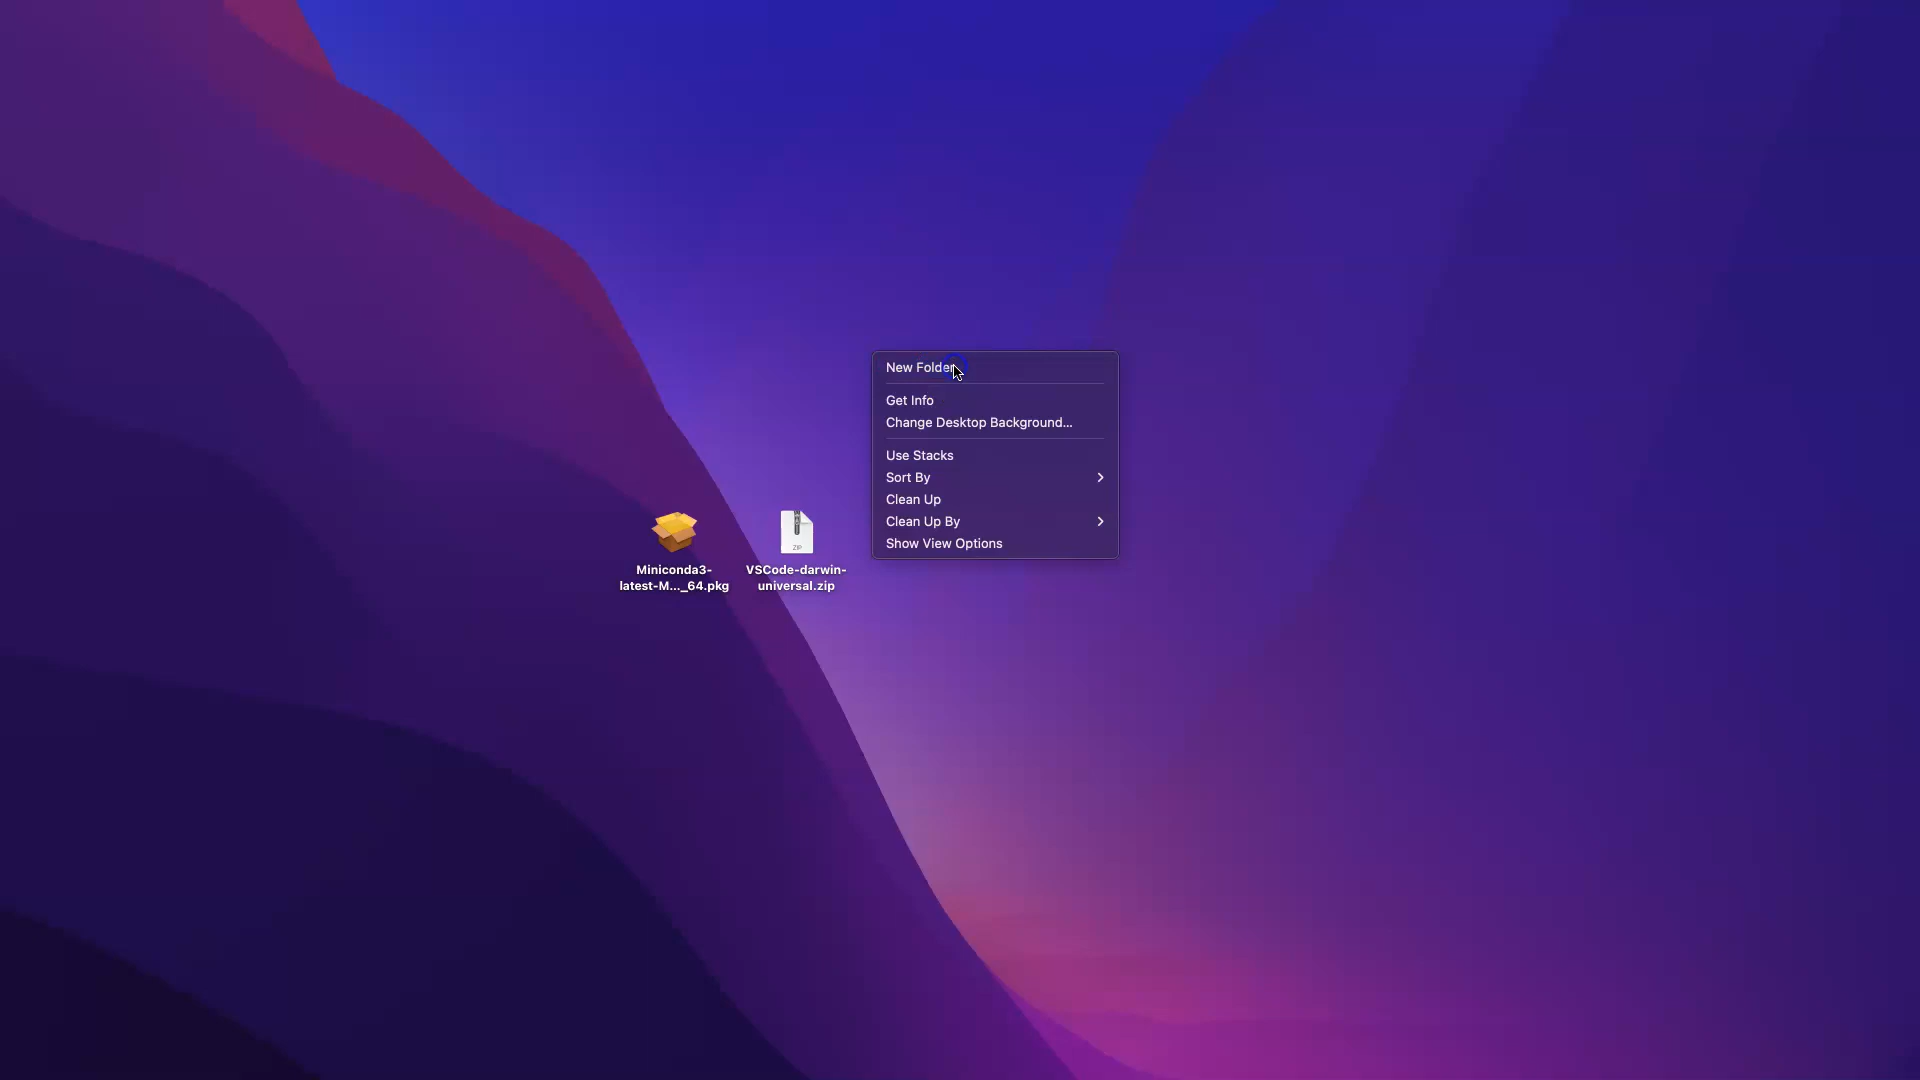 New Folder
Get Info
Change Desktop Background...
Use Stacks
Sort By
Clean Up
Clean Up By
Show View Options
ZIP
Miniconda3-
latest-M..._64.pkg
VSCode-darwin-
universal.zip